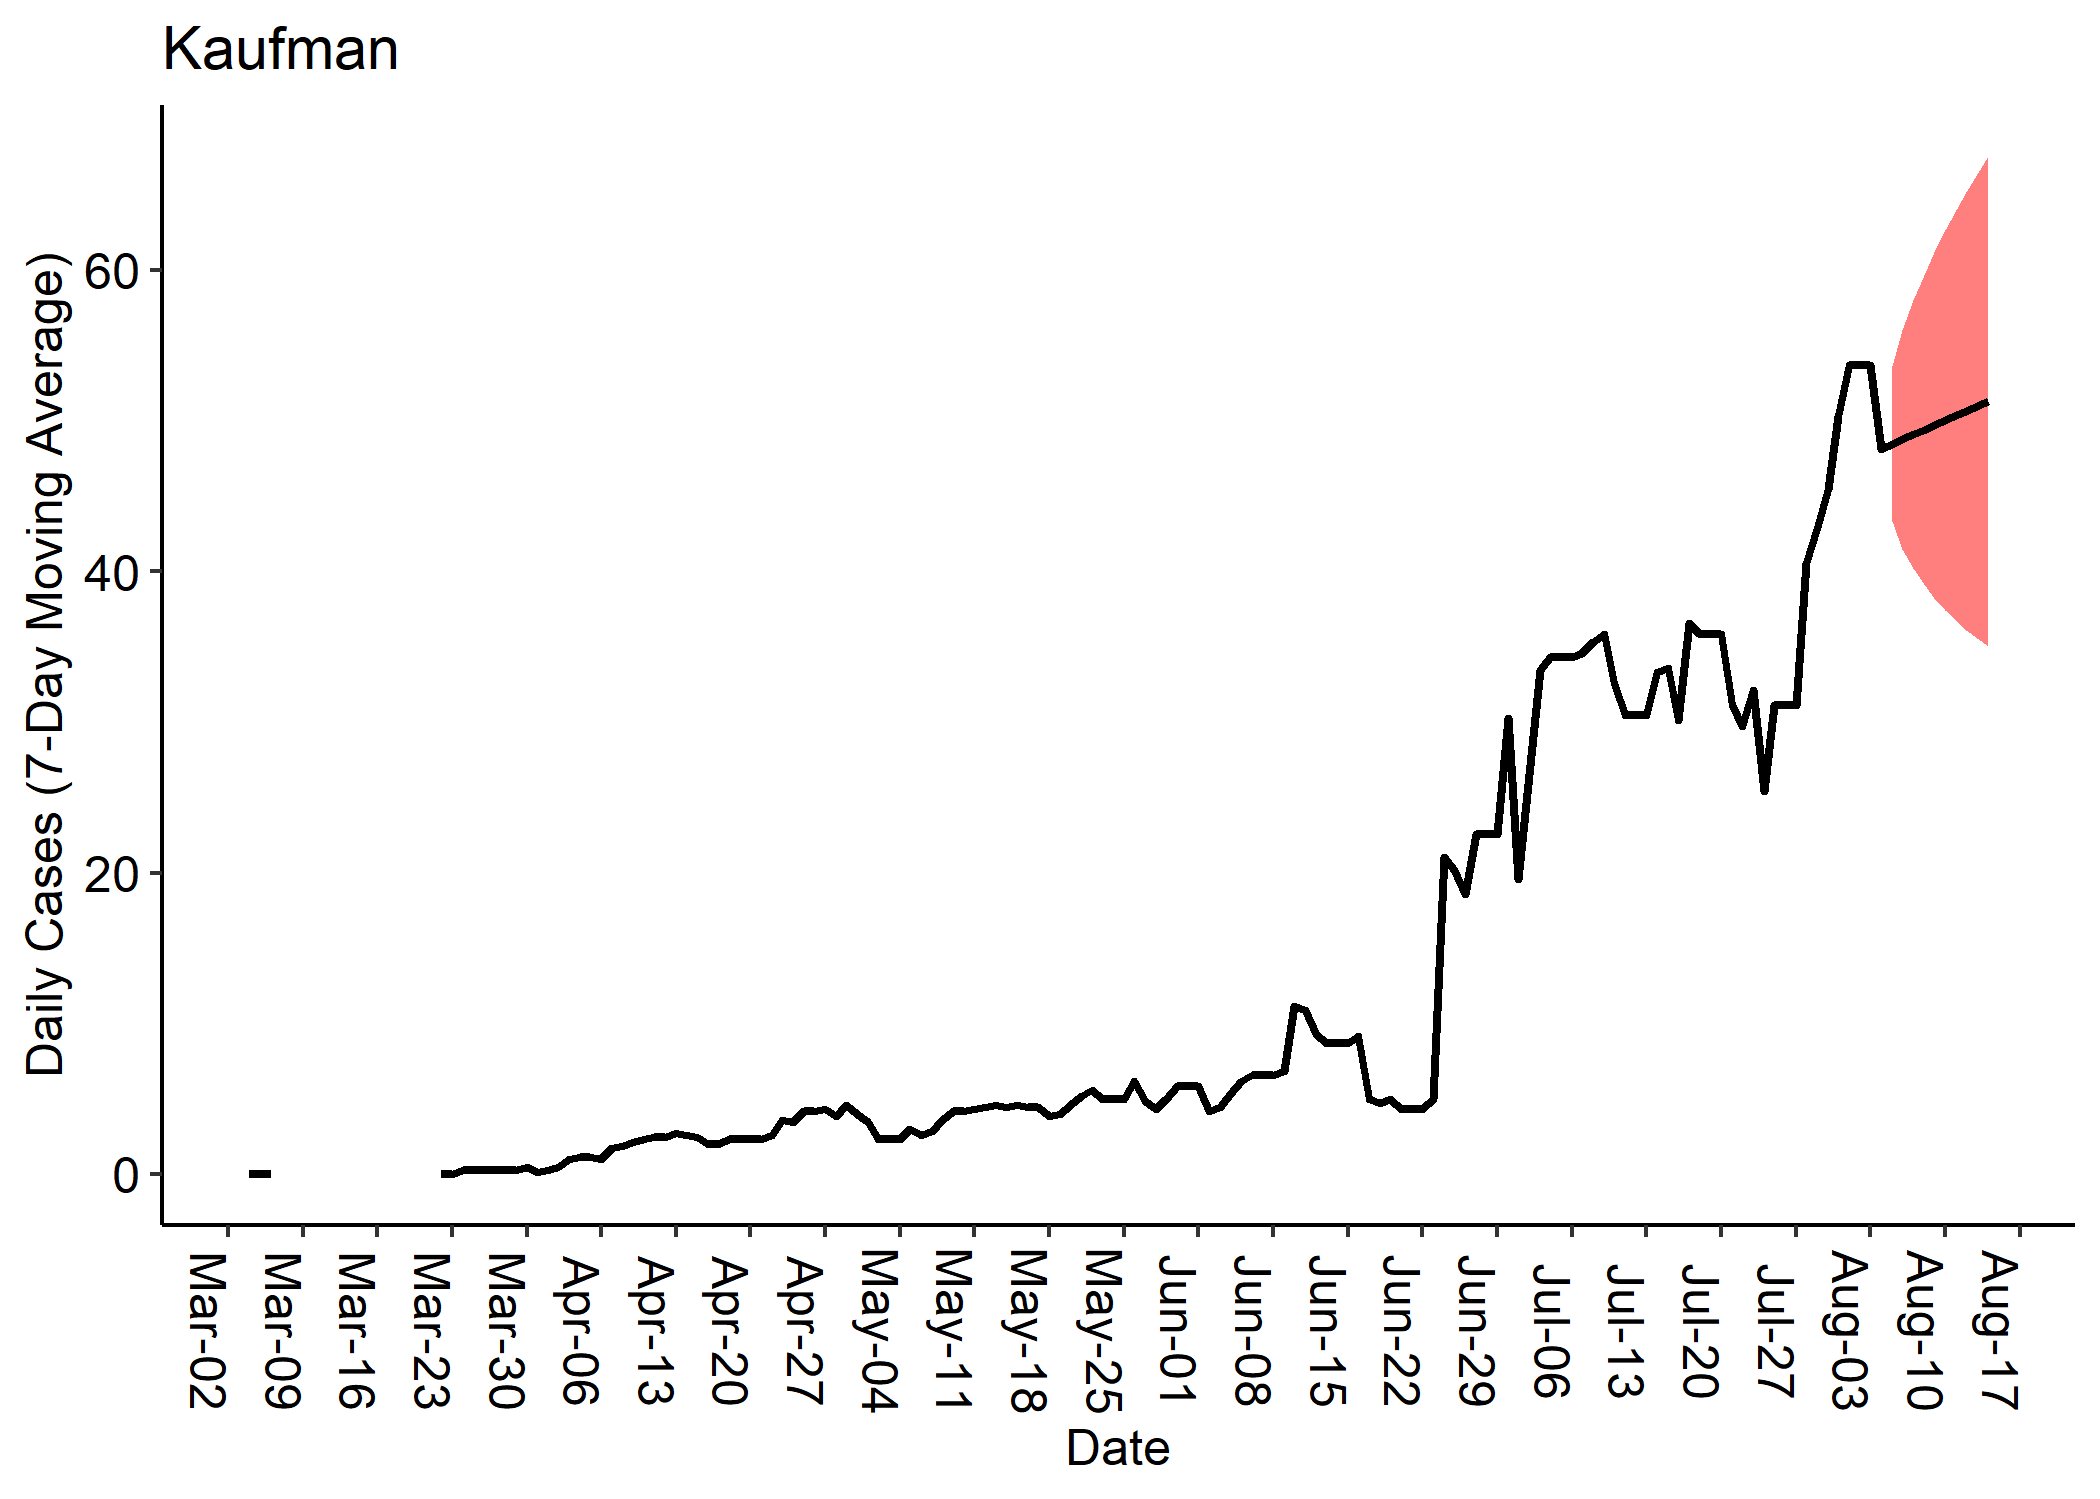 Kaufman
Daily Cases (7-Day Moving Average)
60
40
20
0
Mar-02
Mar-09
Mar-16
Mar-23
Mar-30
Apr-06
Apr-13
Apr-20
Apr-27
May-04
May-11
May-18
May-25
Jun-01
Jun-08
Jun-15
Jun-22
Jun-29
Jul-06
Jul-13
Jul-20
Jul-27
Aug-03
Aug-10
Aug-17
Date